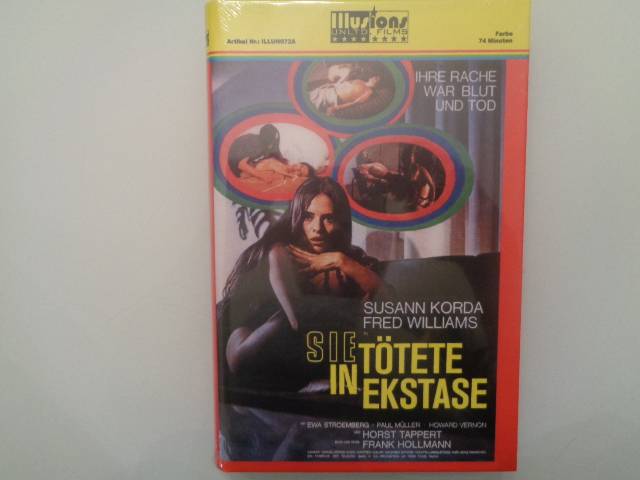 Illusions
UNLTD. FILMS
Artikel Nr.: ILLUN972A
Farbe
74 Minuten
IHRE RACHE
WAR BLUT
UND TOD
SUSANN KORDA
FRED WILLIAMS
SIE TÖTETE
IN EKSTASE
EWA STROEMBERG - PAUL MÜLLER HOWARD VERNON
HORST TAPPERT
FRANK HOLLMANN